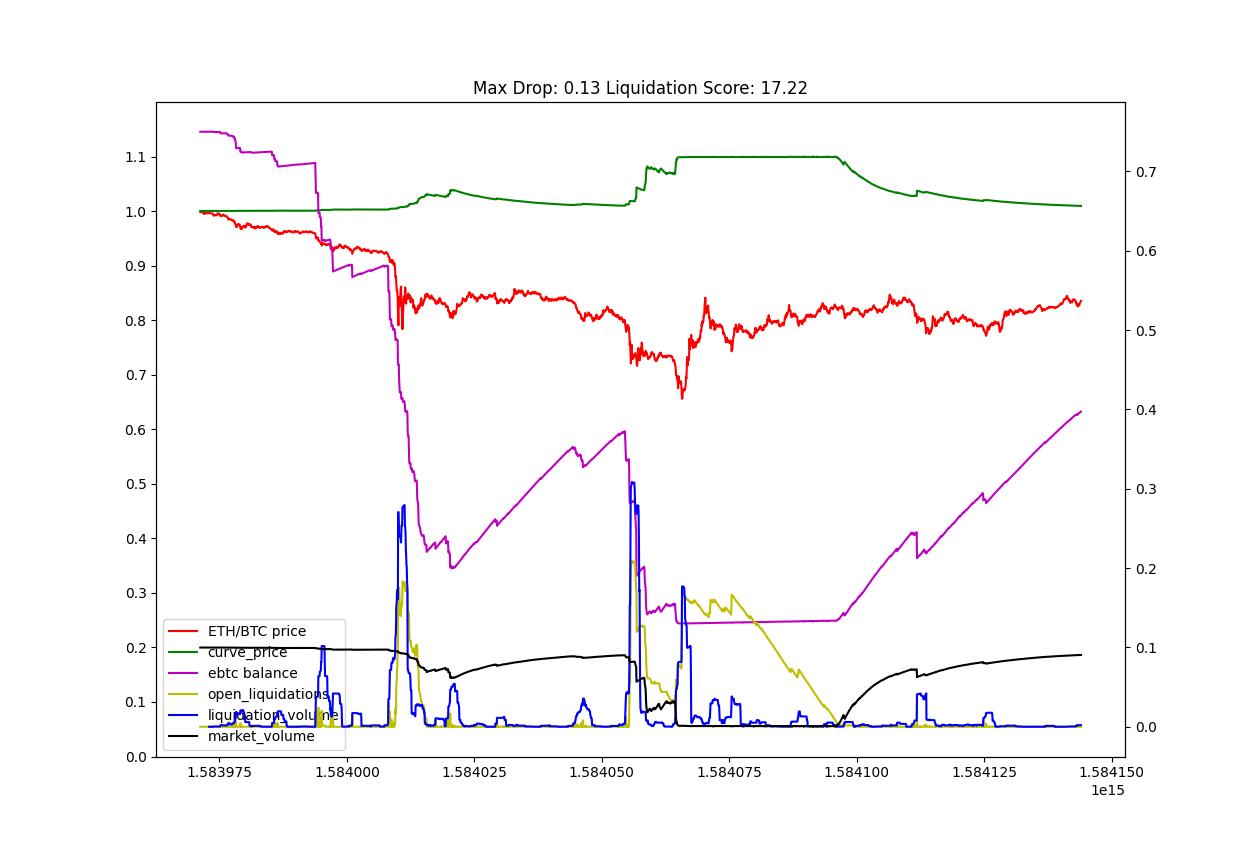 Max Drop: 0.13 Liquidation Score: 17.22
1.1
1.0
0.9
0.8
0.7
0.6
0.5
0.4
0.3
0.2
0.1
0.0
0.7
0.6
0.5
0.4
0.3
0.2
0.1
0.0
ETH/BTC price
curve_price
ebtc balance
open_liquidations
liquidation_volume
market_volume
1.583975 1.584000 1.584025 1.584050 1.584075 1.584100 1.584125 1.584150
1e15